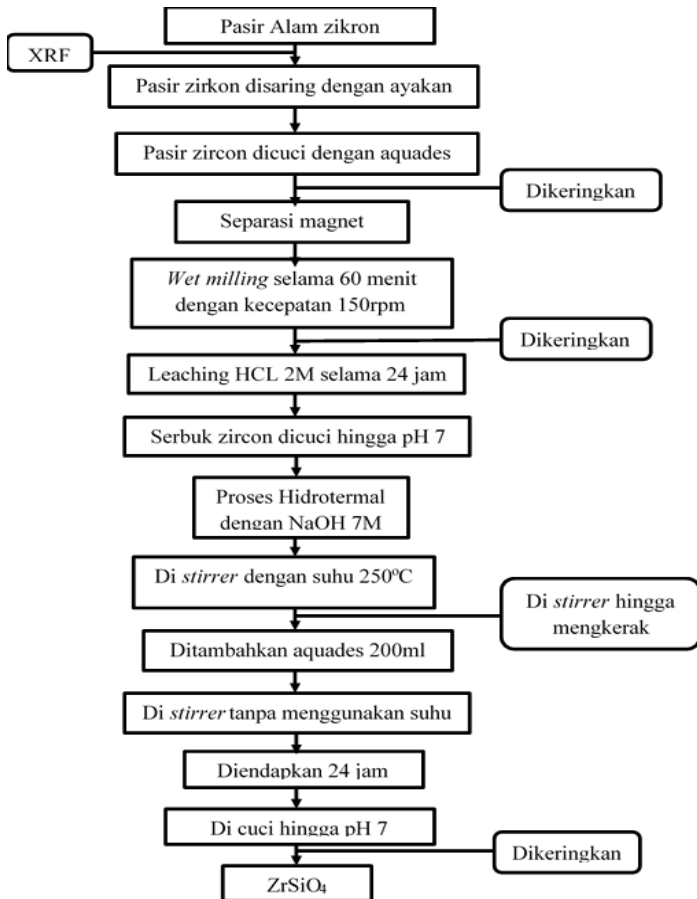 Pasir Alam zikron
XRF
Pasir zirkon disaring dengan ayakan
Pasir zircon dicuci dengan aquades
Dikeringkan
Separasi magnet
Wet milling selama 60 menit
dengan kecepatan 150rpm
Dikeringkan
Leaching HCL 2M selama 24 jam
Serbuk zircon dicuci hingga pH 7
Proses Hidrotermal
dengan NaOH 7M
Di stirrer dengan suhu 250ºC
Di stirrer hingga
mengkerak
Ditambahkan aquades 200ml
Di stirrer tanpa menggunakan suhu
Diendapkan 24 jam
Di cuci hingga pH 7
Dikeringkan
ZrSiO₄